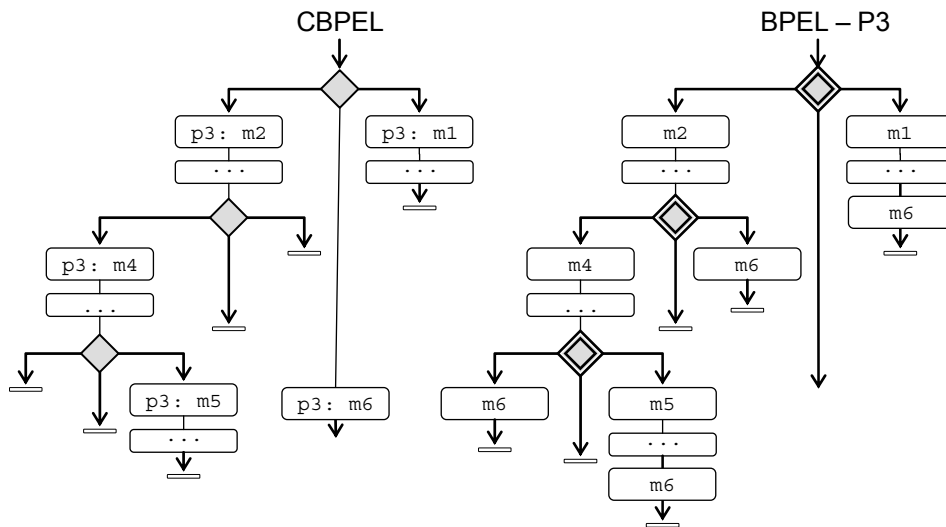 CBPEL
p3: m2
...
p3: m1
...
p3: m4
...
p3: m5
...
p3: m6
BPEL – P3
m2
...
m1
...
m6
m4
...
m6
m6
m5
...
m6